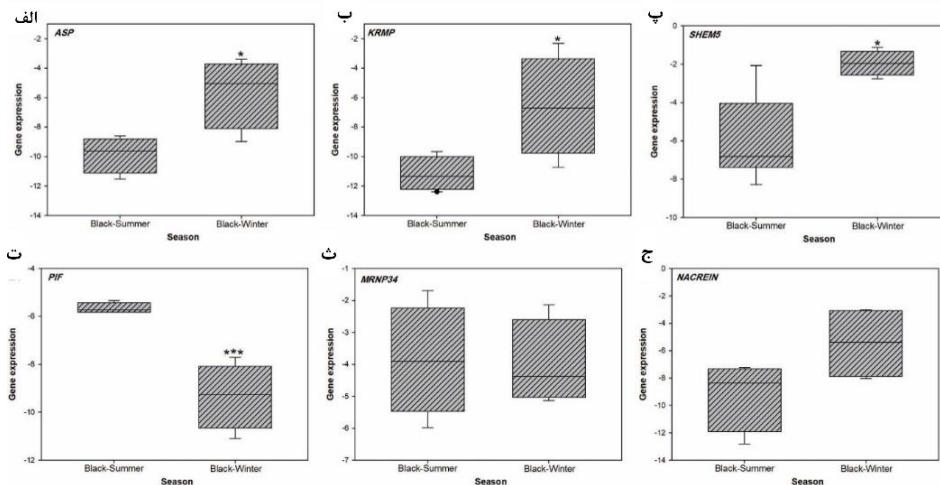 الف
ASP
*
Gene expression
-2
-4
-6
-8
-10
-12
-14
Black-Summer Black-Winter
Season
ب
KRMP
*
Gene expression
-2
-4
-6
-8
-10
-12
-14
Black-Summer Black-Winter
Season
پ
SHEM5
*
Gene expression
0
-2
-4
-6
-8
-10
Black-Summer Black-Winter
Season
ت
PIF
***
Gene expression
-4
-6
-8
-10
-12
Black-Summer Black-Winter
Season
ث
MRNP34
Gene expression
-1
-2
-3
-4
-5
-6
-7
Black-Summer Black-Winter
Season
ج
NACREIN
Gene expression
0
-2
-4
-6
-8
-10
-12
-14
Black-Summer Black-Winter
Season